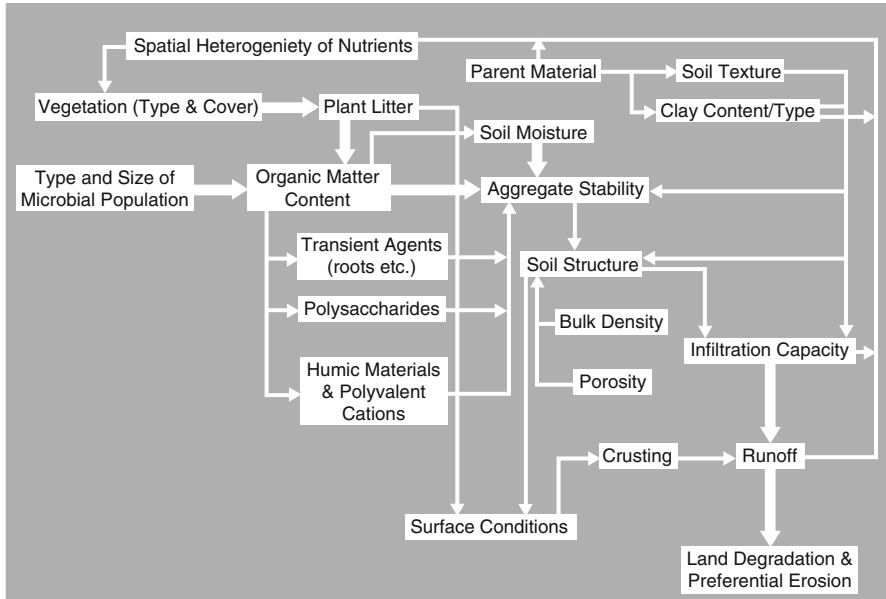 Spatial Heterogeniety of Nutrients
Parent Material
Soil Texture
Vegetation (Type & Cover)
Plant Litter
Clay Content/Type
Soil Moisture
Type and Size of
Microbial Population
Organic Matter
Content
Aggregate Stability
Transient Agents
(roots etc.)
Soil Structure
Polysaccharides
Bulk Density
Infiltration Capacity
Humic Materials
& Polyvalent
Cations
Porosity
Crusting
Runoff
Surface Conditions
Land Degradation &
Preferential Erosion